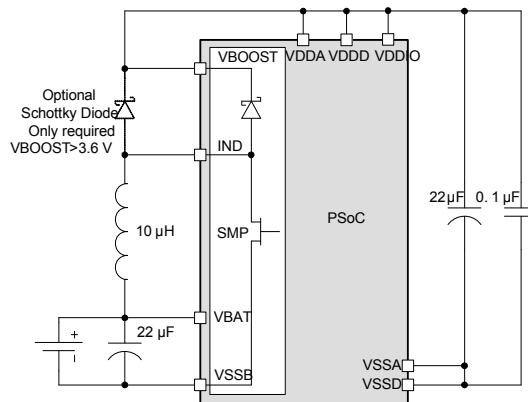 VBOOST
VDDA
VDDD
VDDIO
Optional
Schottky Diode
Only required
VBOOST>3.6 V
IND
22 µF
0. 1 µF
PSoC
10 µH
SMP
VBAT
22 µF
+
VSSA
VSSB
VSSD